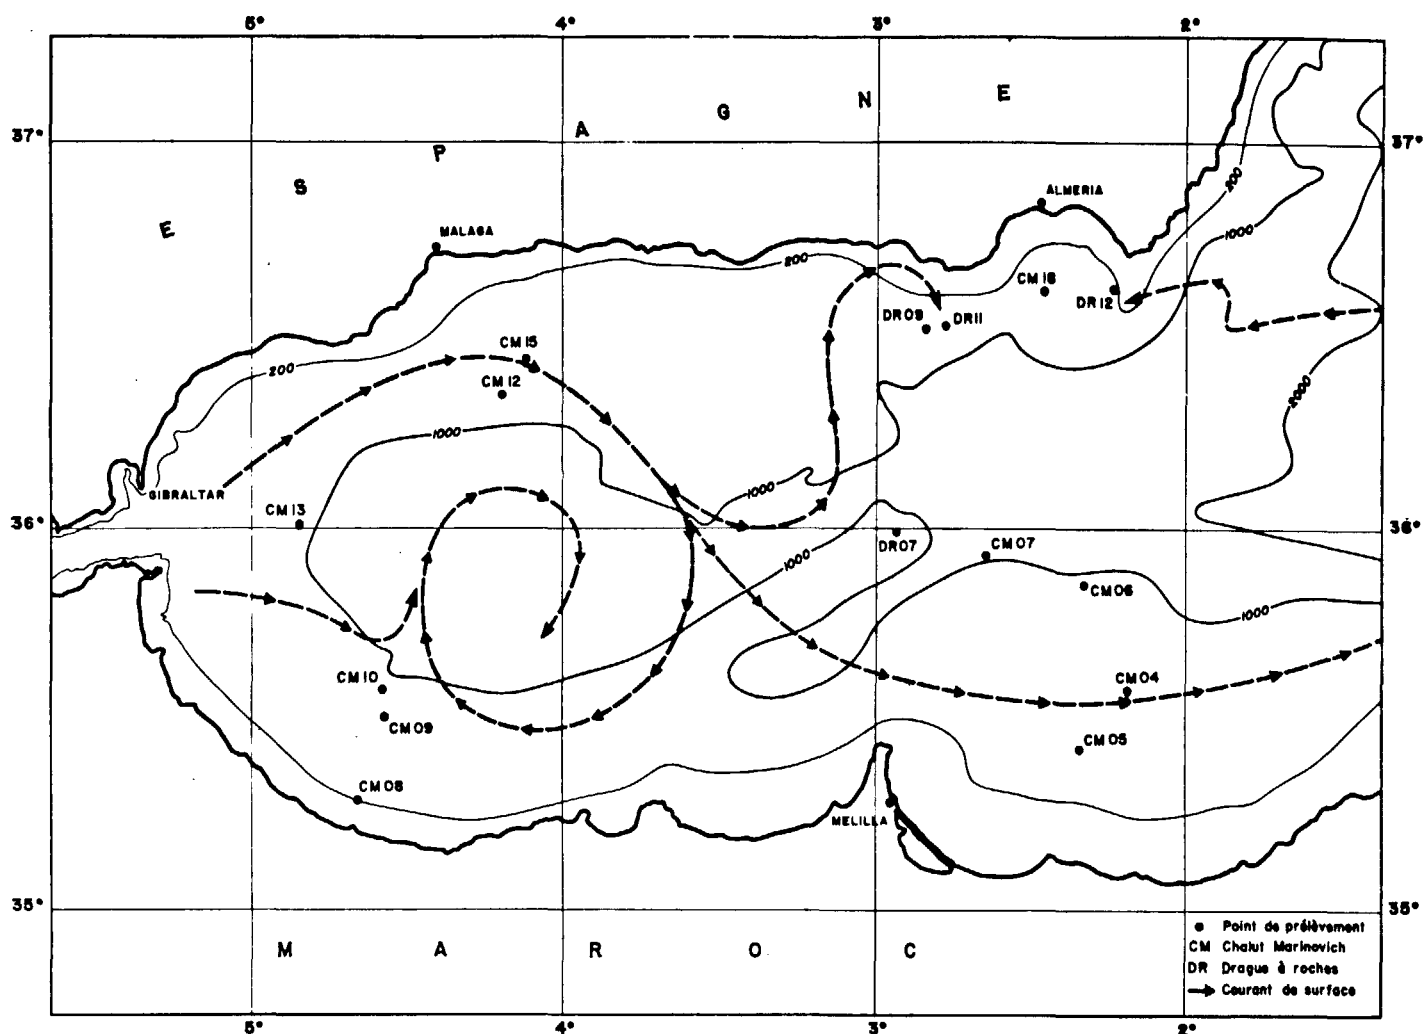 5° 4° 3° 2°
E S P A G N E
37° 37°
ALMERIA
MALAGA
200
200
1000
200
CM 16
DR 12
DR 09
DR 11
CM 15
CM 12
200
2000
1000
1000
GIBRALTAR
CM 13
36° 36°
DR 07
CM 07
1000
CM 06
1000
CM 10
CM 04
CM 09
CM 05
CM 08
MELILLA
35° 35°
M A R O C
Point de prélèvement
CM Chalut Marinovich
DR Drague à roches
Courant de surface
5° 4° 3° 2°